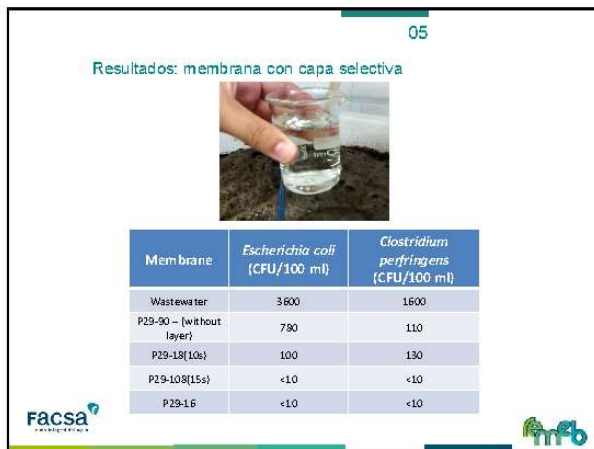 05
Resultados: membrana con capa selectiva
Membrane
Escherichia coli
(CFU/100 ml)
Clostridium
perfringens
(CFU/100 ml)
Wastewater 3600 1600
P29-90 – (without
layer) 780 110
P29-18(10s) 100 130
P29-108(15s) <10 <10
P29-16 <10 <10
FACSA